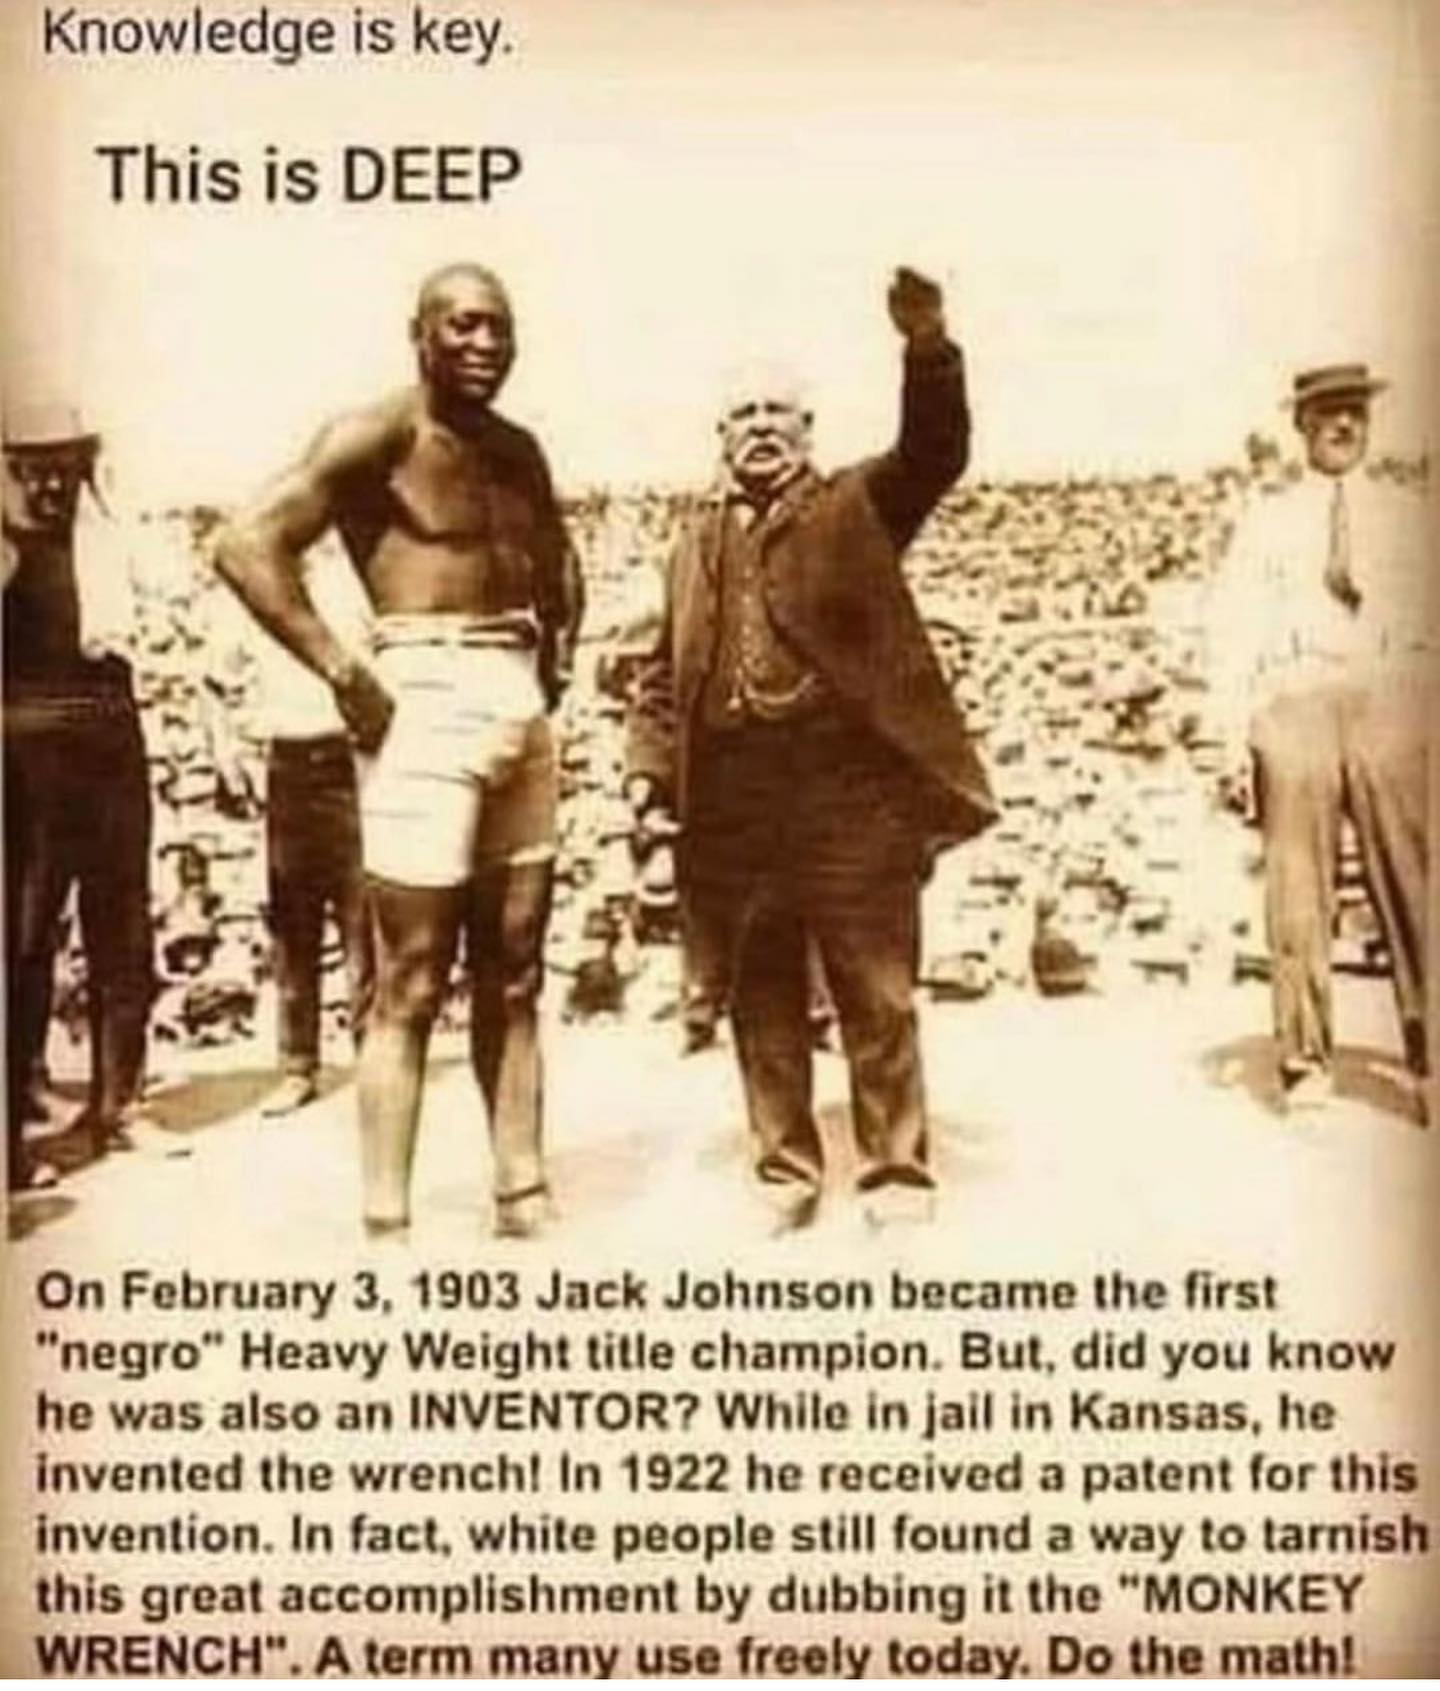 Knowledge is key.
This is DEEP
On February 3, 1903 Jack Johnson became the first
"negro" Heavy Weight title champion. But, did you know
he was also an INVENTOR? While in jail in Kansas, he
invented the wrench! In 1922 he received a patent for this
invention. In fact, white people still found a way to tarnish
this great accomplishment by dubbing it the "MONKEY
WRENCH". A term many use freely today. Do the math!